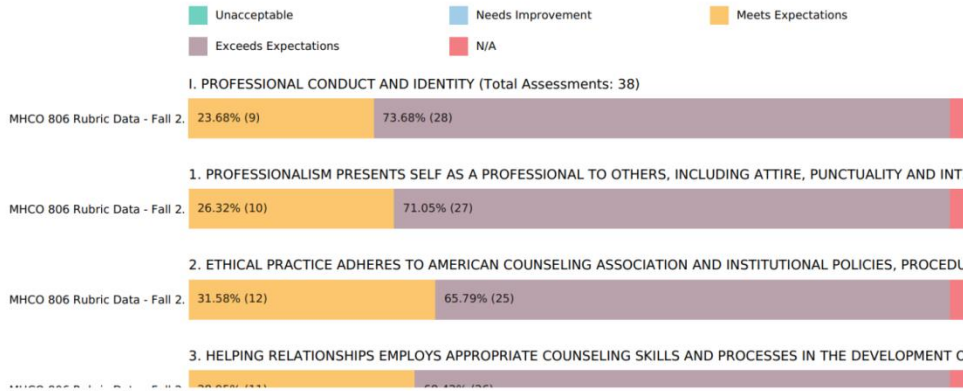 Unacceptable Needs Improvement Meets Expectations
Exceeds Expectations N/A
I. PROFESSIONAL CONDUCT AND IDENTITY (Total Assessments: 38)
MHCO 806 Rubric Data - Fall 2. 23.68% (9) 73.68% (28)
1. PROFESSIONALISM PRESENTS SELF AS A PROFESSIONAL TO OTHERS, INCLUDING ATTIRE, PUNCTUALITY AND INT
MHCO 806 Rubric Data - Fall 2. 26.32% (10) 71.05% (27)
2. ETHICAL PRACTICE ADHERES TO AMERICAN COUNSELING ASSOCIATION AND INSTITUTIONAL POLICIES, PROCEDU
MHCO 806 Rubric Data - Fall 2. 31.58% (12) 65.79% (25)
3. HELPING RELATIONSHIPS EMPLOYS APPROPRIATE COUNSELING SKILLS AND PROCESSES IN THE DEVELOPMENT